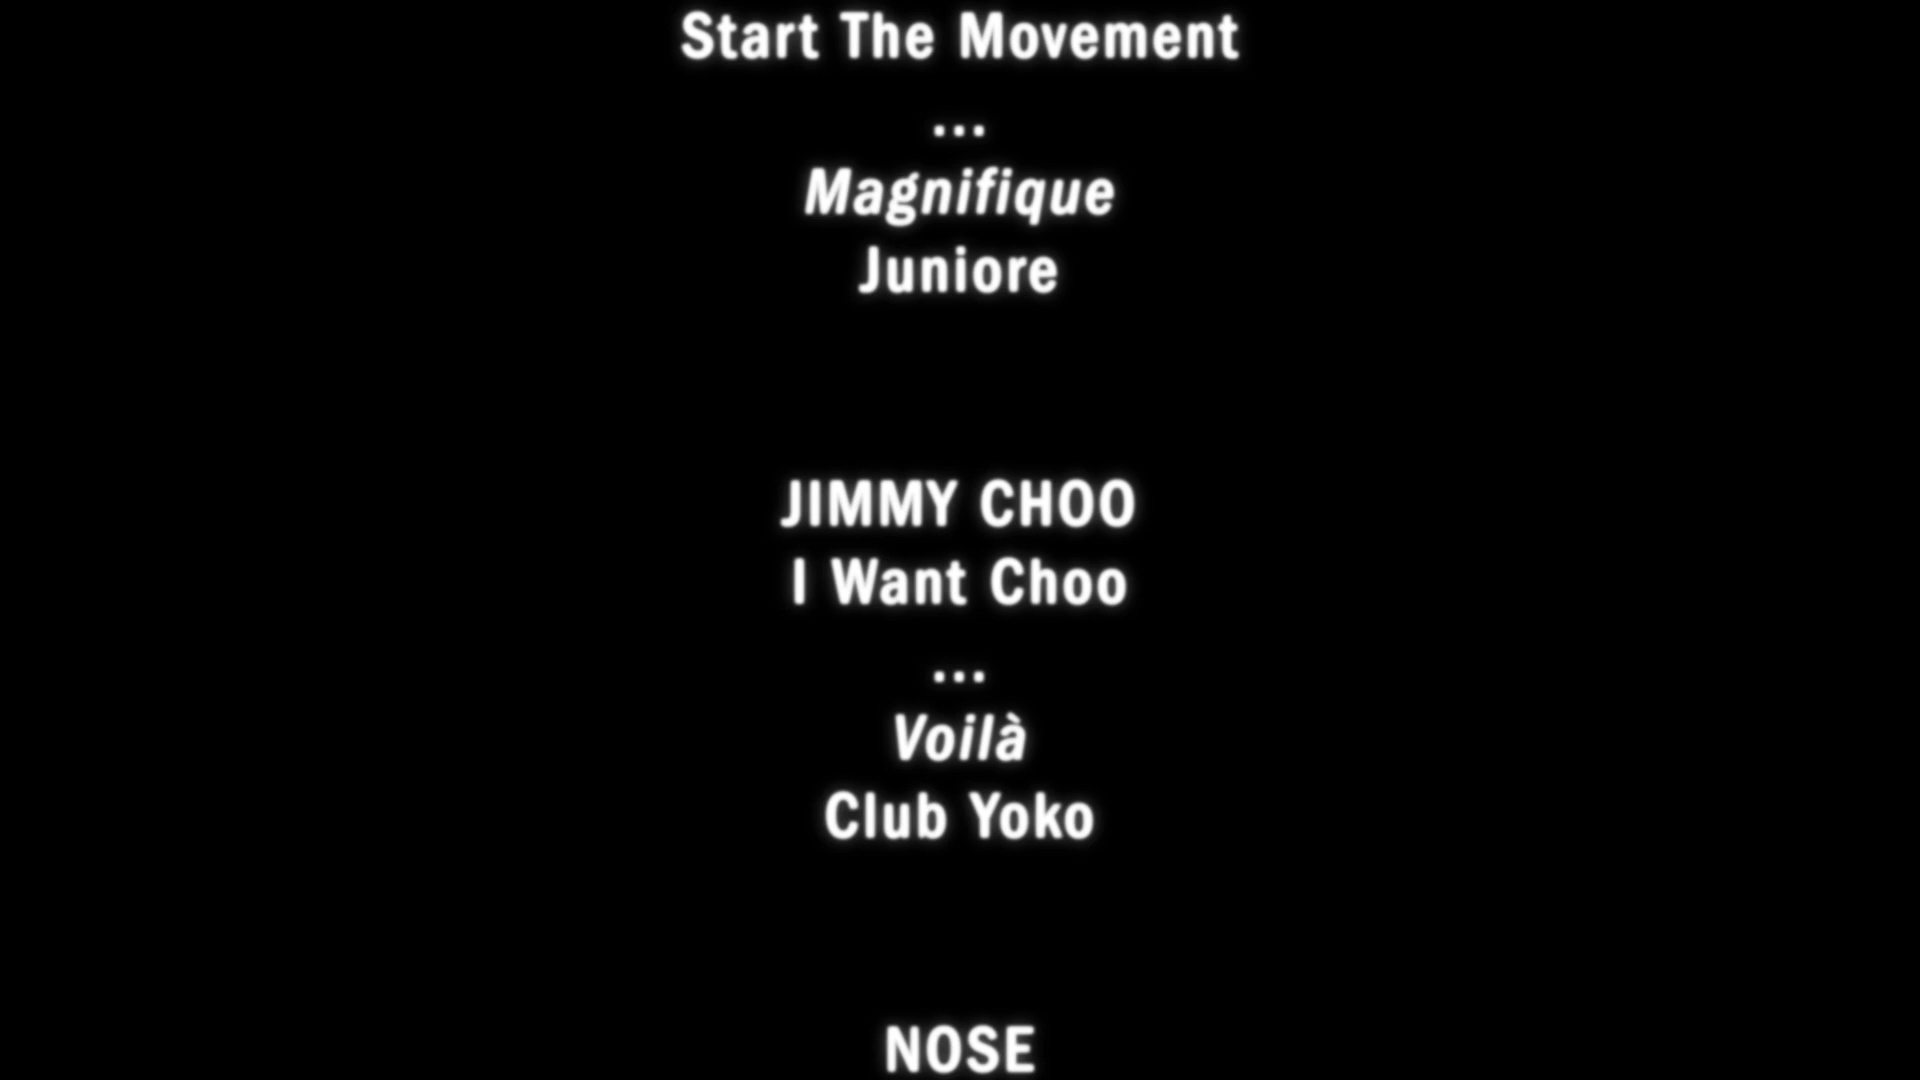 Start The Movement
...
Magnifique
Juniore
JIMMY CHOO
I Want Choo
...
Voilà
Club Yoko
NOSE